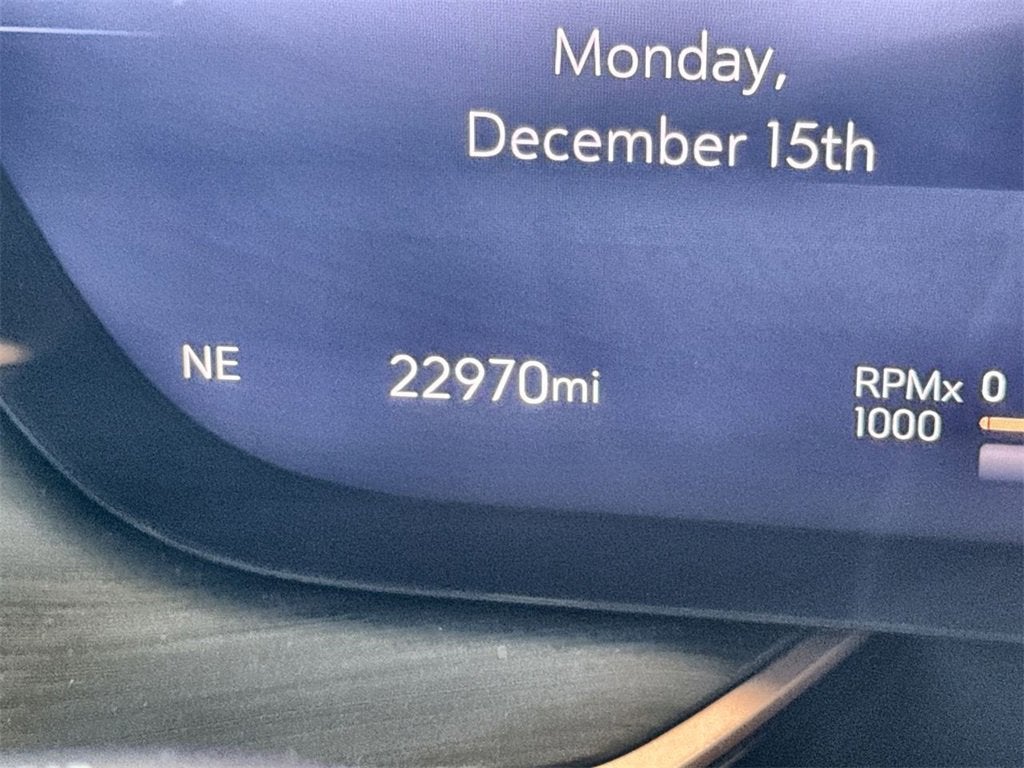 Monday,
December 15th
NE
22970mi
RPMx 0
1000